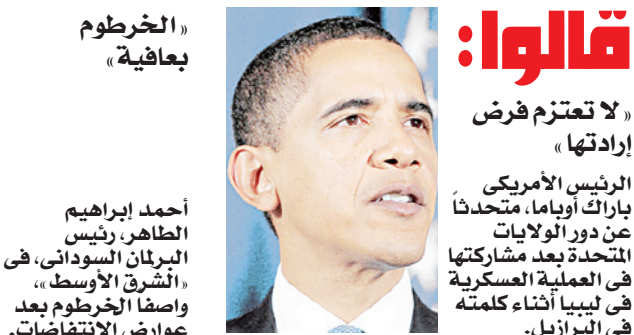 قالوا:
« لا تعتزم فرض
إرادتها »
الرئيس الأمريكى
باراك أوباما، متحدثاً
عن دور الولايات
المتحدة بعد مشاركتها
فى العملية العسكرية
فى ليبيا أثناء كلمته
فى البرازيل.
« الخرطوم
بعافية »
أحمد إبراهيم
الطاهر، رئيس
البرلمان السودانى، فى
« الشرق الأوسط »،
واصفا الخرطوم بعد
عوارض الانتفاضات.